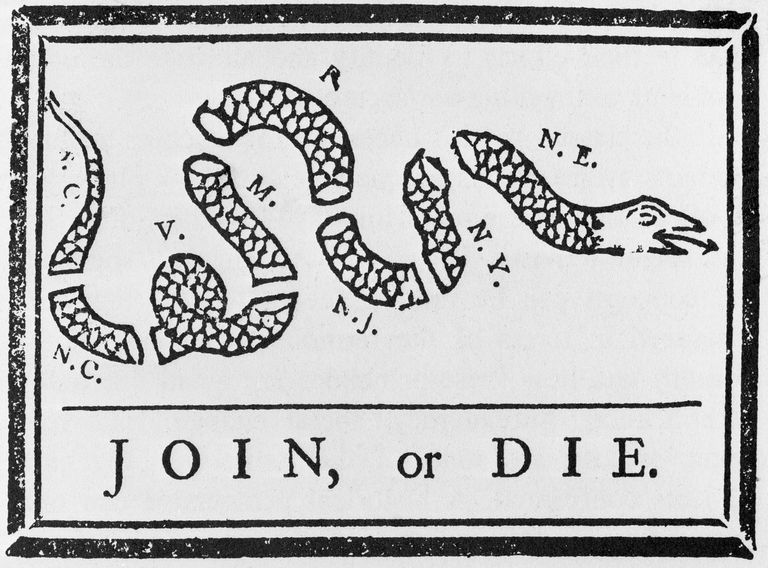 N. E.
C.
M.
V.
N. Y.
N. J.
N. C.
JOIN, or DIE.